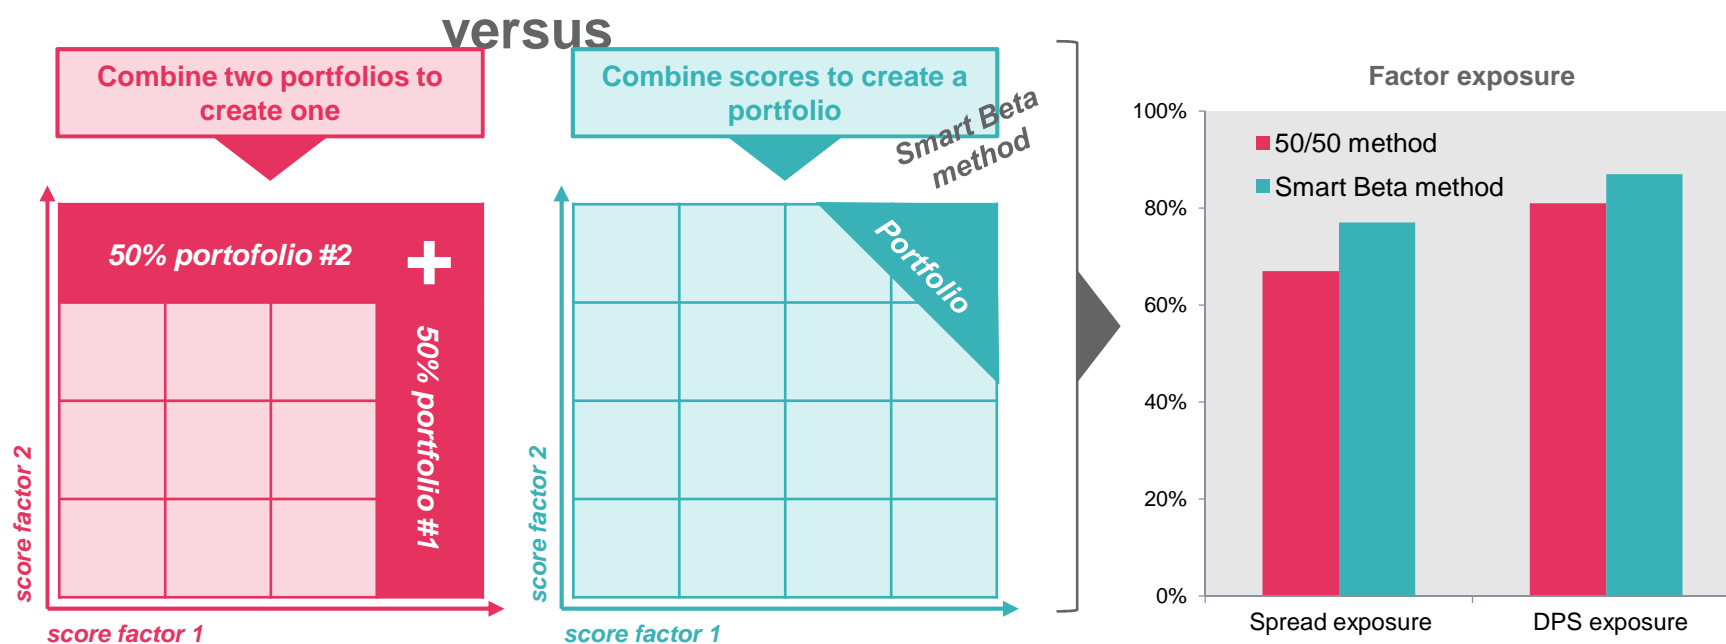 versus
Combine two portfolios to
create one
50% portofolio #2
+
50% portfolio #1
score factor 2
score factor 1
Combine scores to create a
portfolio
Smart Beta
method
Portfolio
score factor 2
score factor 1
Factor exposure
50/50 method
Smart Beta method
100%
80%
60%
40%
20%
0%
Spread exposure
DPS exposure